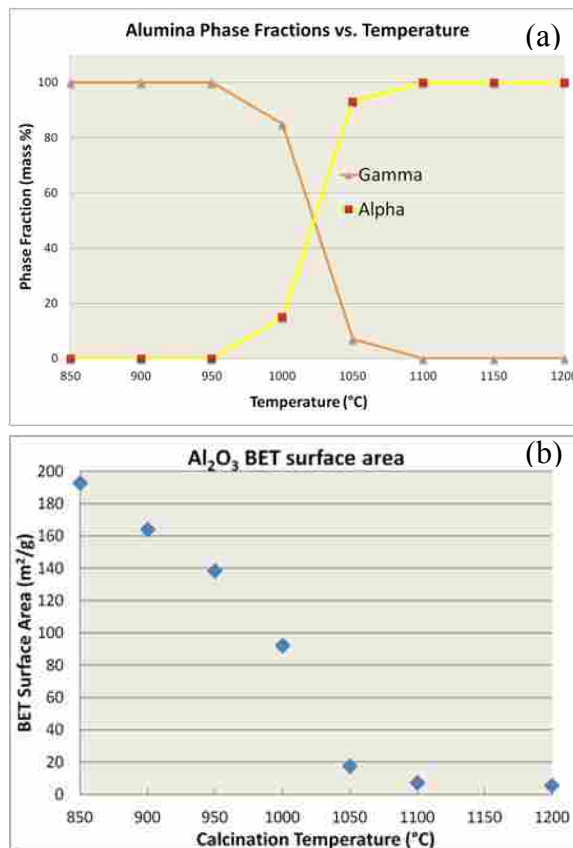 Alumina Phase Fractions vs. Temperature
(a)
Phase Fraction (mass %)
100
80
60
40
20
0
Gamma
Alpha
850 900 950 1000 1050 1100 1150 1200
Temperature (°C)
Al₂O₃ BET surface area
(b)
BET Surface Area (m²/g)
200
180
160
140
120
100
80
60
40
20
0
850 900 950 1000 1050 1100 1150 1200
Calcination Temperature (°C)